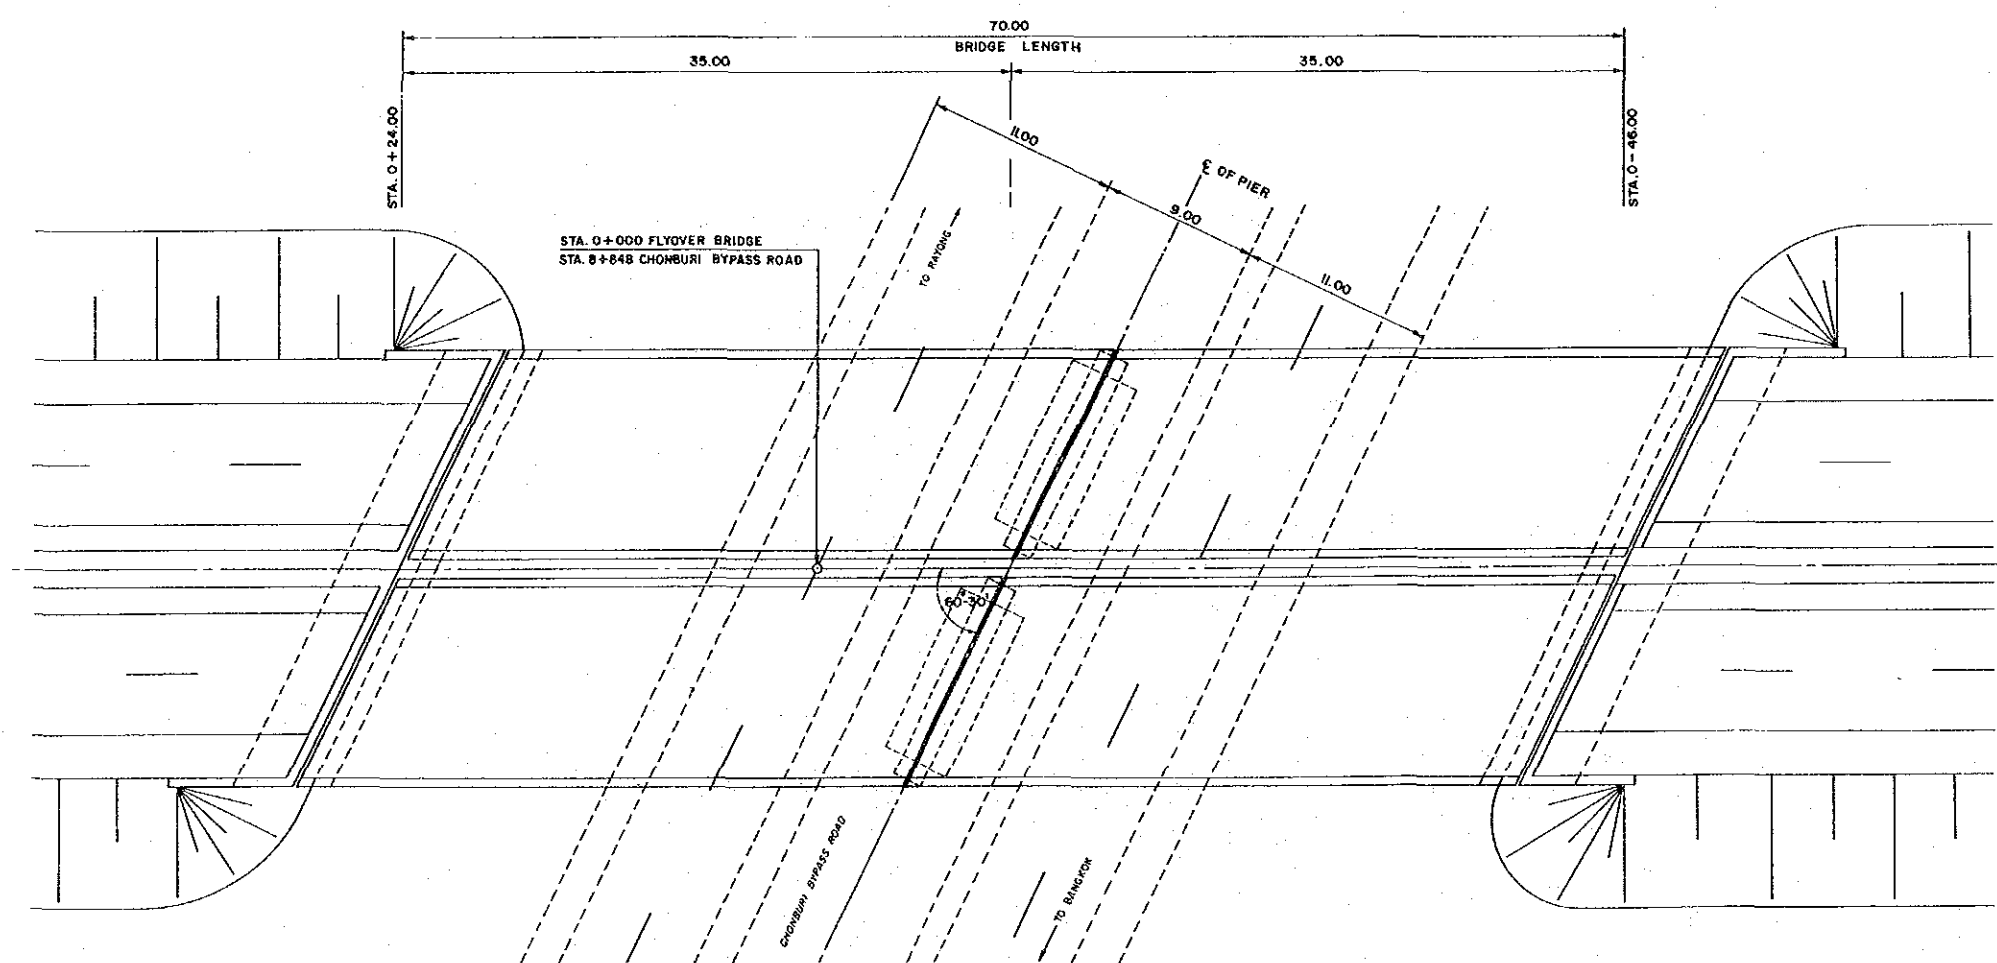 70.00
BRIDGE LENGTH
35.00
35.00
STA. 0+24.00
STA. 0-46.00
11.00
9.00
11.00
℄ OF PIER
STA. 0+000 FLYOVER BRIDGE
STA. 8+848 CHONBURI BYPASS ROAD
TO RAYONG
60°-30'
CHONBURI BYPASS ROAD
TO BANGKOK